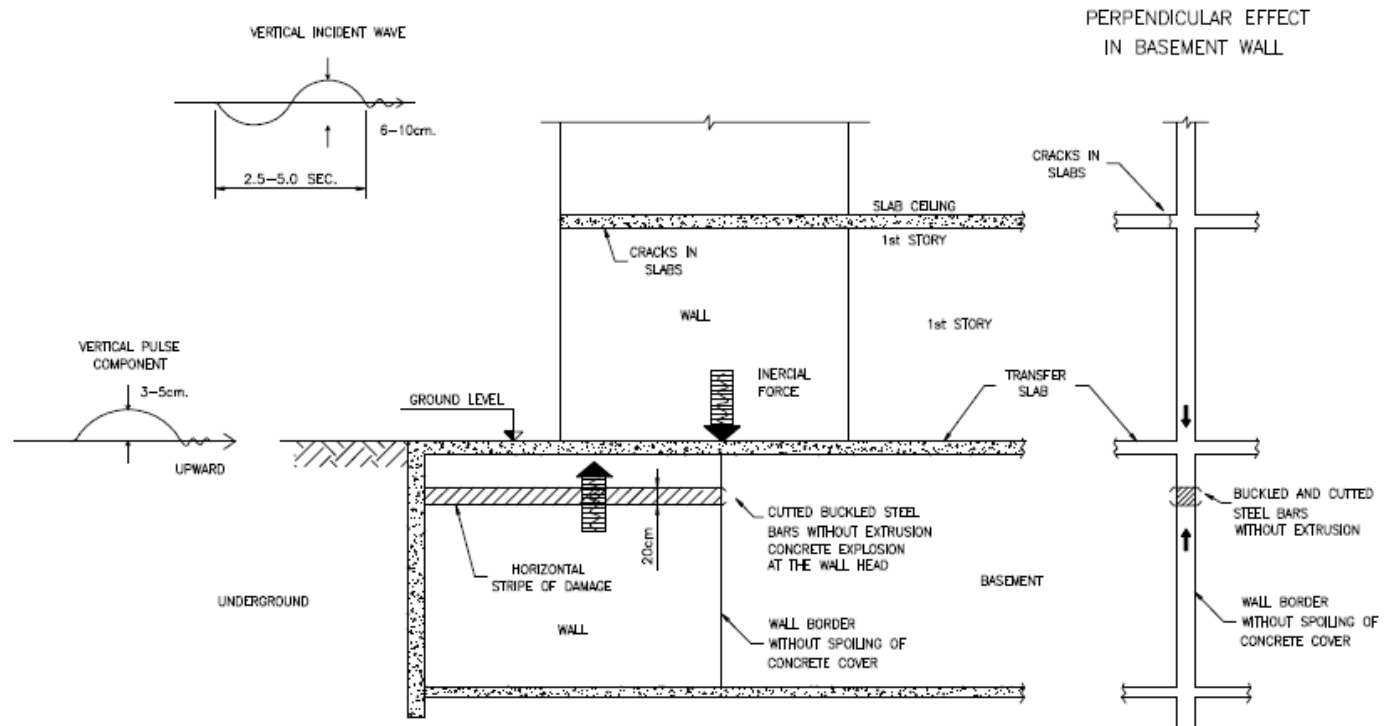 PERPENDICULAR EFFECT
IN BASEMENT WALL
VERTICAL INCIDENT WAVE
6-10cm.
2.5-5.0 SEC.
CRACKS IN
SLABS
SLAB CEILING
1st STORY
CRACKS IN
SLABS
WALL
1st STORY
VERTICAL PULSE
COMPONENT
3-5cm.
UPWARD
GROUND LEVEL
INERCIAL
FORCE
TRANSFER
SLAB
20cm
CUTTED BUCKLED STEEL
BARS WITHOUT EXTRUSION
CONCRETE EXPLOSION
AT THE WALL HEAD
BUCKLED AND CUTTED
STEEL BARS
WITHOUT EXTRUSION
HORIZONTAL
STRIPE OF DAMAGE
BASEMENT
UNDERGROUND
WALL
WALL BORDER
WITHOUT SPOILING OF
CONCRETE COVER
WALL BORDER
WITHOUT SPOILING OF
CONCRETE COVER